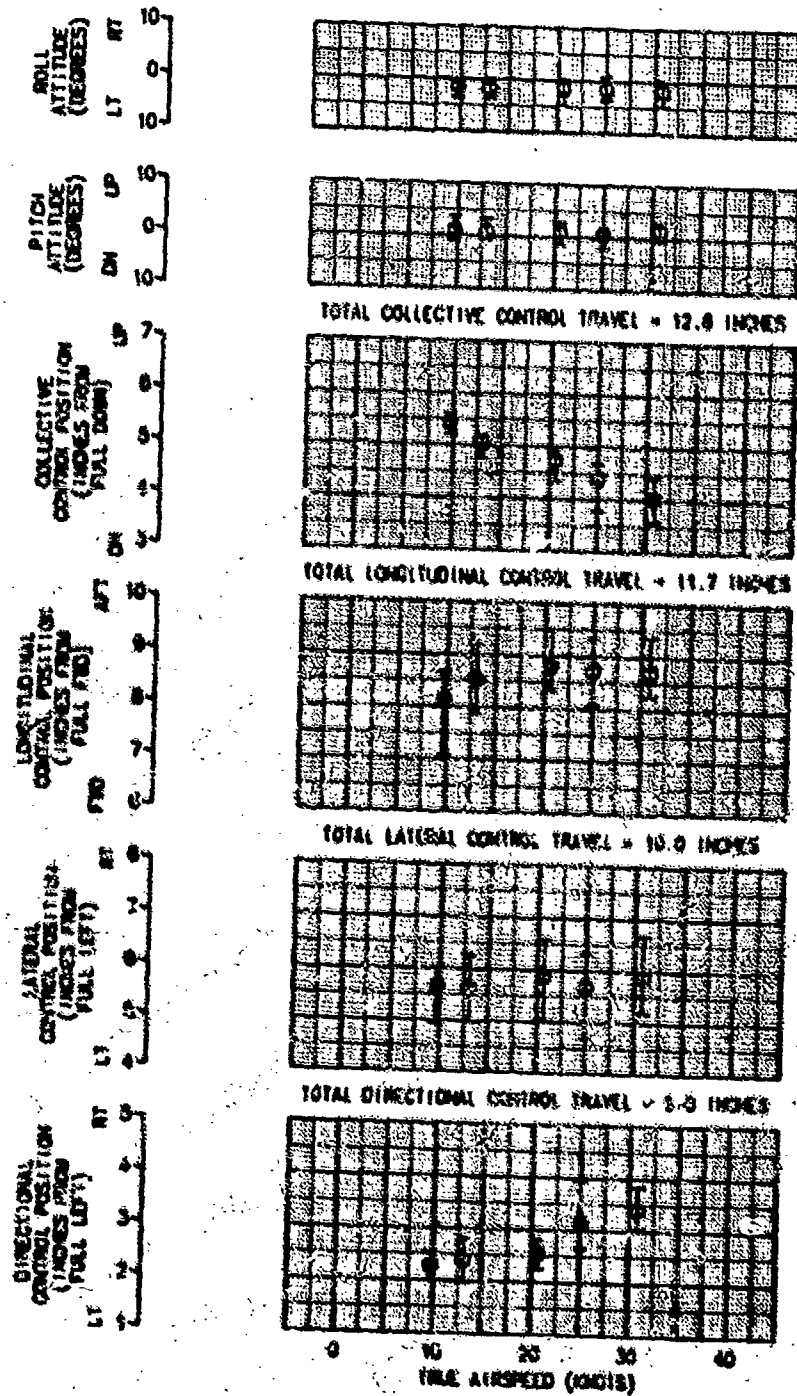 ROLL
ATTITUDE
(DEGREES)
LT RT
10
0
10
PITCH
ATTITUDE
(DEGREES)
DN UP
10
0
10
TOTAL COLLECTIVE CONTROL TRAVEL = 12.8 INCHES
COLLECTIVE
CONTROL POSITION
(INCHES FROM
FULL DOWN)
DN UP
7
6
5
4
3
TOTAL LONGITUDINAL CONTROL TRAVEL = 11.7 INCHES
LONGITUDINAL
CONTROL POSITION
(INCHES FROM
FULL FWD)
FWD AFT
10
9
8
7
6
TOTAL LATERAL CONTROL TRAVEL = 10.0 INCHES
LATERAL
CONTROL POSITION
(INCHES FROM
FULL LEFT)
LT RT
8
7
6
5
4
TOTAL DIRECTIONAL CONTROL TRAVEL = INCHES
DIRECTIONAL
CONTROL POSITION
(INCHES FROM
FULL LEFT)
LT RT
5
4
3
2
1
0 10 20 30 40
TRUE AIRSPEED (KNOTS)